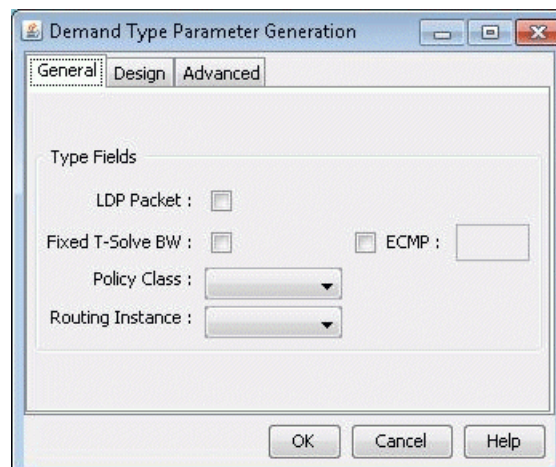 Demand Type Parameter Generation
General Design Advanced
Type Fields
LDP Packet :
Fixed T-Solve BW : ECMP :
Policy Class :
Routing Instance :
OK Cancel Help